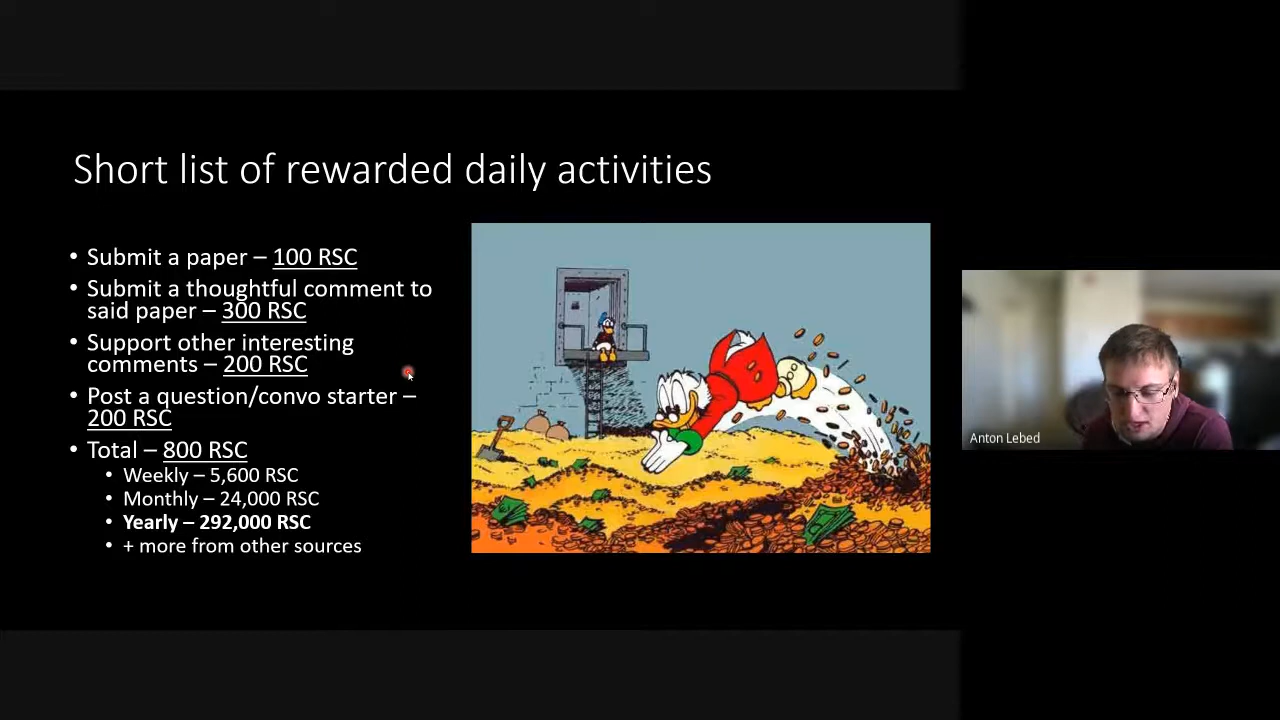 Short list of rewarded daily activities
• Submit a paper – 100 RSC
• Submit a thoughtful comment to
said paper – 300 RSC
• Support other interesting
comments – 200 RSC
• Post a question/convo starter –
200 RSC
• Total – 800 RSC
• Weekly – 5,600 RSC
• Monthly – 24,000 RSC
• Yearly – 292,000 RSC
• + more from other sources
Anton Lebed